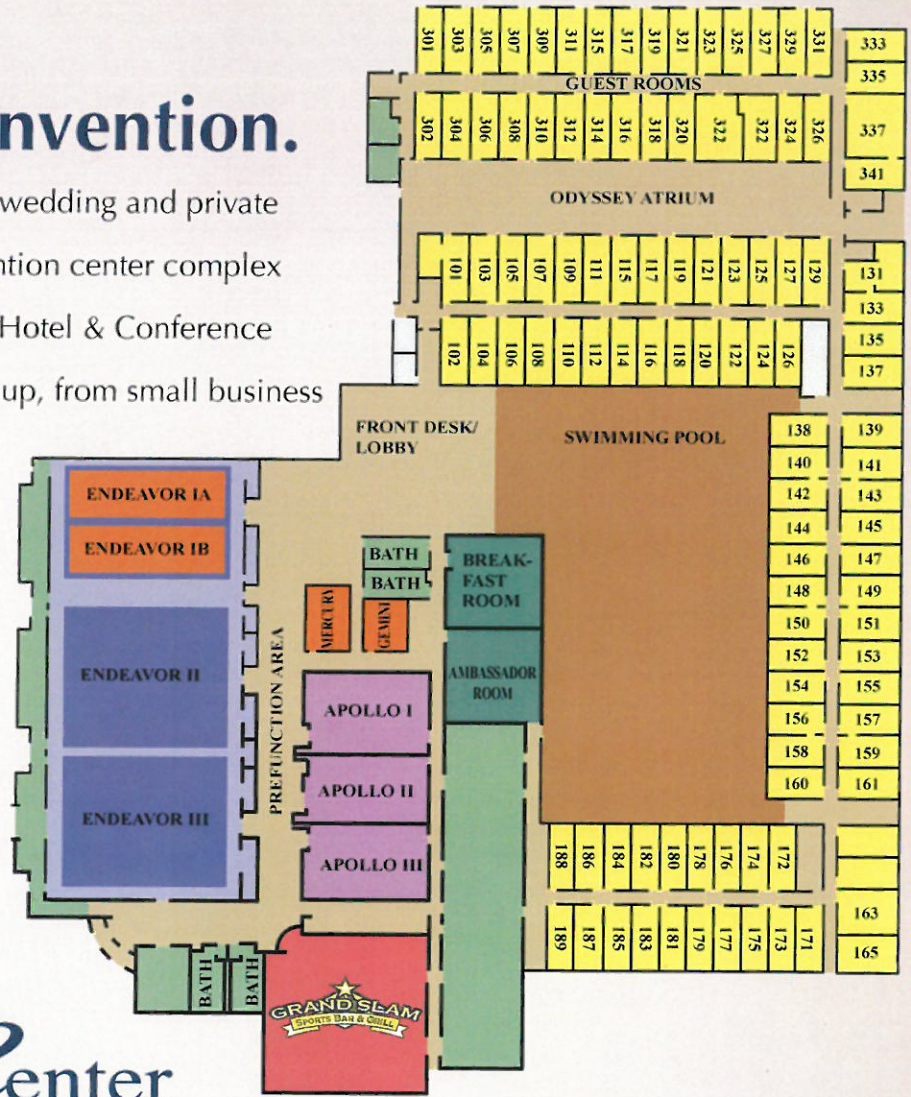 nvention.
wedding and private
ntion center complex
Hotel & Conference
up, from small business
301 303 305 307 309 311 315 317 319 321 323 325 327 329 331
333
335
GUEST ROOMS
302 304 306 308 310 312 314 316 318 320 322 322 324 326
337
341
ODYSSEY ATRIUM
101 103 105 107 109 111 115 117 119 121 123 125 127 129
131
133
102 104 106 108 110 112 114 116 118 120 122 124 126
135
137
FRONT DESK/
LOBBY
SWIMMING POOL
138 139
140 141
142 143
144 145
146 147
148 149
150 151
152 153
154 155
156 157
158 159
160 161
ENDEAVOR IA
ENDEAVOR IB
ENDEAVOR II
ENDEAVOR III
PREFUNCTION AREA
BATH
BATH
MERCURY
GEMINI
BREAK-
FAST
ROOM
AMBASSADOR
ROOM
APOLLO I
APOLLO II
APOLLO III
188 186 184 182 180 178 176 174 172
163
165
189 187 185 183 181 179 177 175 173 171
BATH
BATH
GRAND SLAM
SPORTS BAR & GRILL
enter